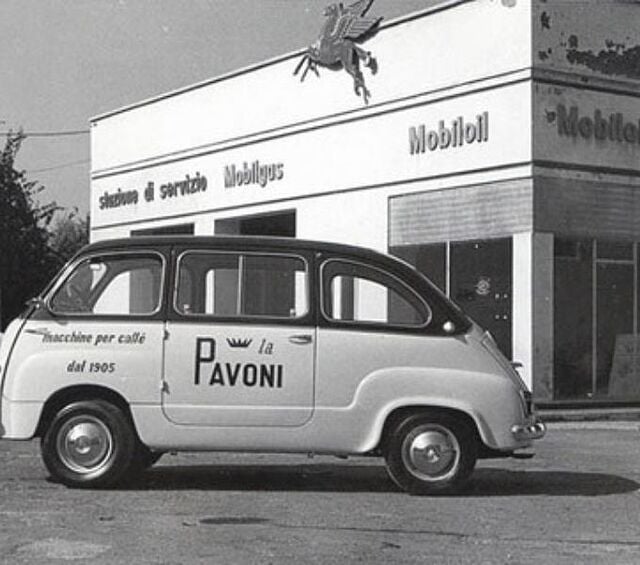 stazione di servizio Mobilgas
Mobiloil
Mobiloil
macchine per caffè
dal 1905
la
PAVONI